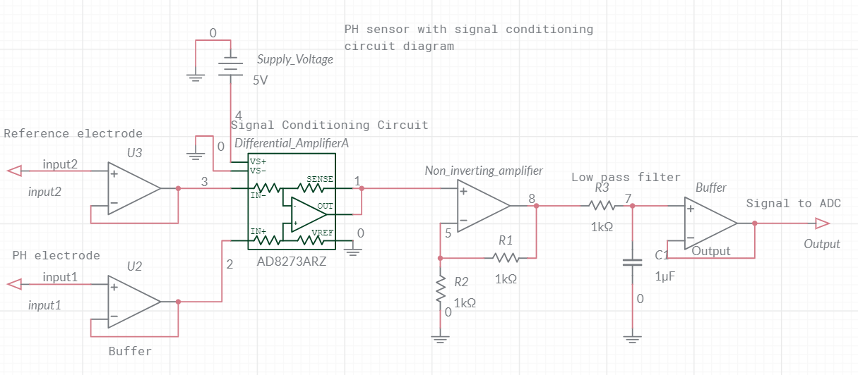 PH sensor with signal conditioning
circuit diagram
0
Supply_Voltage
5V
4
Signal Conditioning Circuit
Reference electrode
0
Differential_AmplifierA
U3
VS+
VS-
input2
input2
3
SENSE
IN-
1
OUT
IN+
VREF
0
AD8273ARZ
Non_inverting_amplifier
8
5
R1
1kΩ
R2
1kΩ
0
Low pass filter
R3
7
1kΩ
C1
1µF
0
Buffer
Output
Signal to ADC
Output
PH electrode
U2
2
input1
input1
Buffer